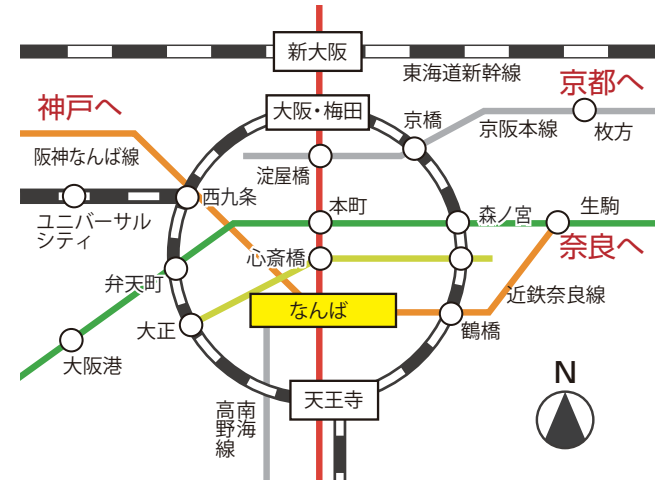 新大阪
東海道新幹線
京都へ
神戸へ
大阪・梅田
京橋
京阪本線
枚方
阪神なんば線
淀屋橋
西九条
ユニバーサル
シティ
本町
森ノ宮
生駒
奈良へ
心斎橋
弁天町
近鉄奈良線
なんば
大正
鶴橋
大阪港
天王寺
南海
高野線
N